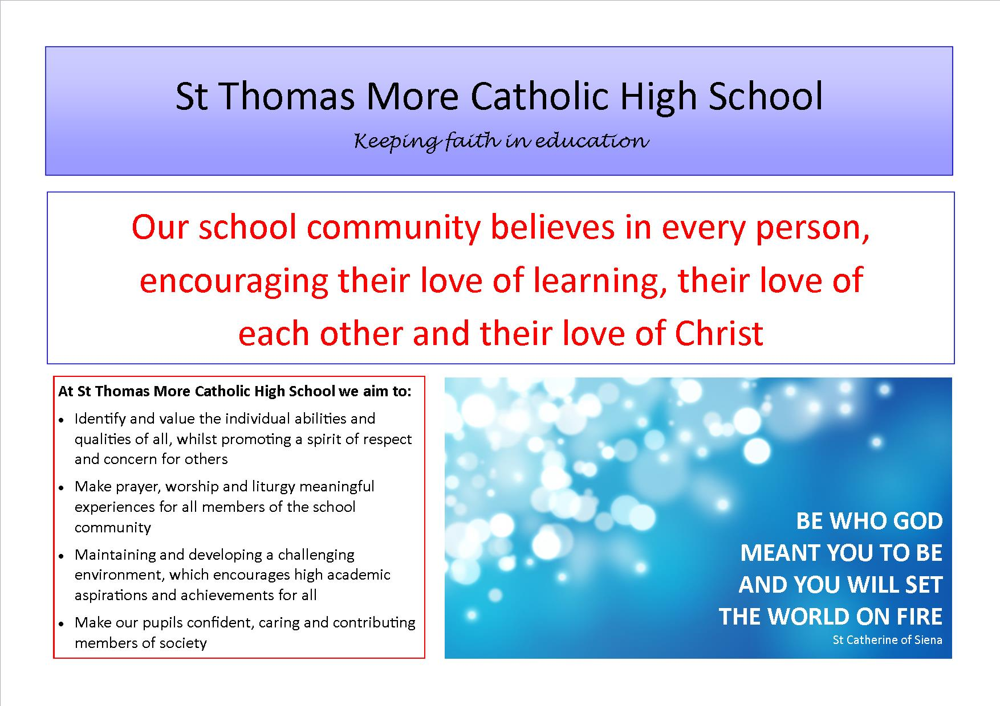 St Thomas More Catholic High School
Keeping faith in education
Our school community believes in every person,
encouraging their love of learning, their love of
each other and their love of Christ
At St Thomas More Catholic High School we aim to:
• Identify and value the individual abilities and
qualities of all, whilst promoting a spirit of respect
and concern for others
• Make prayer, worship and liturgy meaningful
experiences for all members of the school
community
• Maintaining and developing a challenging
environment, which encourages high academic
aspirations and achievements for all
• Make our pupils confident, caring and contributing
members of society
BE WHO GOD
MEANT YOU TO BE
AND YOU WILL SET
THE WORLD ON FIRE
St Catherine of Siena